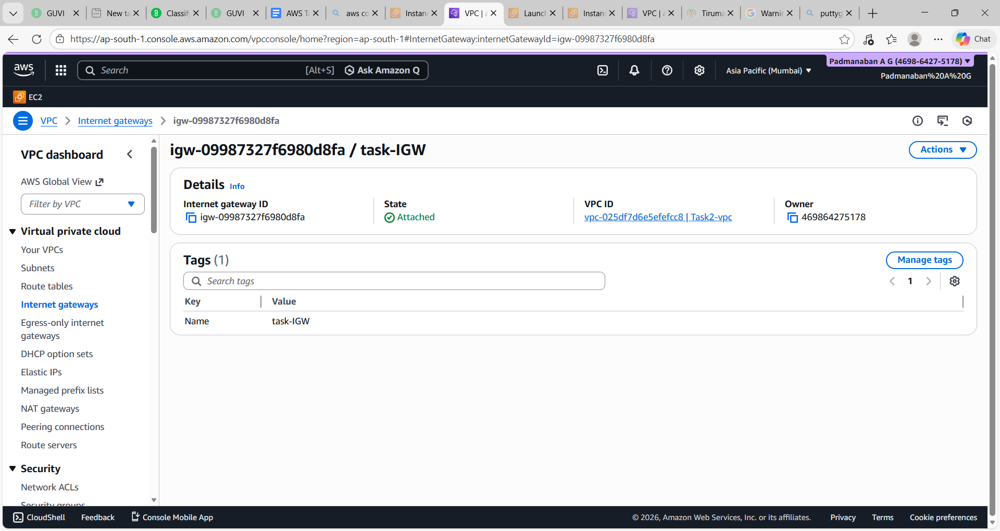 GUVI
New ta
Classify
GUVI
AWS Ta
aws co
Instanc
VPC | a
Launch
Instanc
VPC | a
Tiruma
Warnin
puttyg
https://ap-south-1.console.aws.amazon.com/vpcconsole/home?region=ap-south-1#InternetGateway:internetGatewayId=igw-09987327f6980d8fa
Chat
aws
Search
[Alt+S]
Ask Amazon Q
Asia Pacific (Mumbai)
Padmanaban A G (4698-6427-5178)
Padmanaban%20A%20G
EC2
VPC
Internet gateways
igw-09987327f6980d8fa
VPC dashboard
AWS Global View
Filter by VPC
Virtual private cloud
Your VPCs
Subnets
Route tables
Internet gateways
Egress-only internet
gateways
DHCP option sets
Elastic IPs
Managed prefix lists
NAT gateways
Peering connections
Route servers
Security
Network ACLs
Security groups
igw-09987327f6980d8fa / task-IGW
Actions
Details Info
Internet gateway ID
igw-09987327f6980d8fa
State
Attached
VPC ID
vpc-025df7d6e5efefcc8 | Task2-vpc
Owner
469864275178
Tags (1)
Manage tags
Search tags
1
Key
Value
Name
task-IGW
CloudShell
Feedback
Console Mobile App
© 2026, Amazon Web Services, Inc. or its affiliates.
Privacy
Terms
Cookie preferences